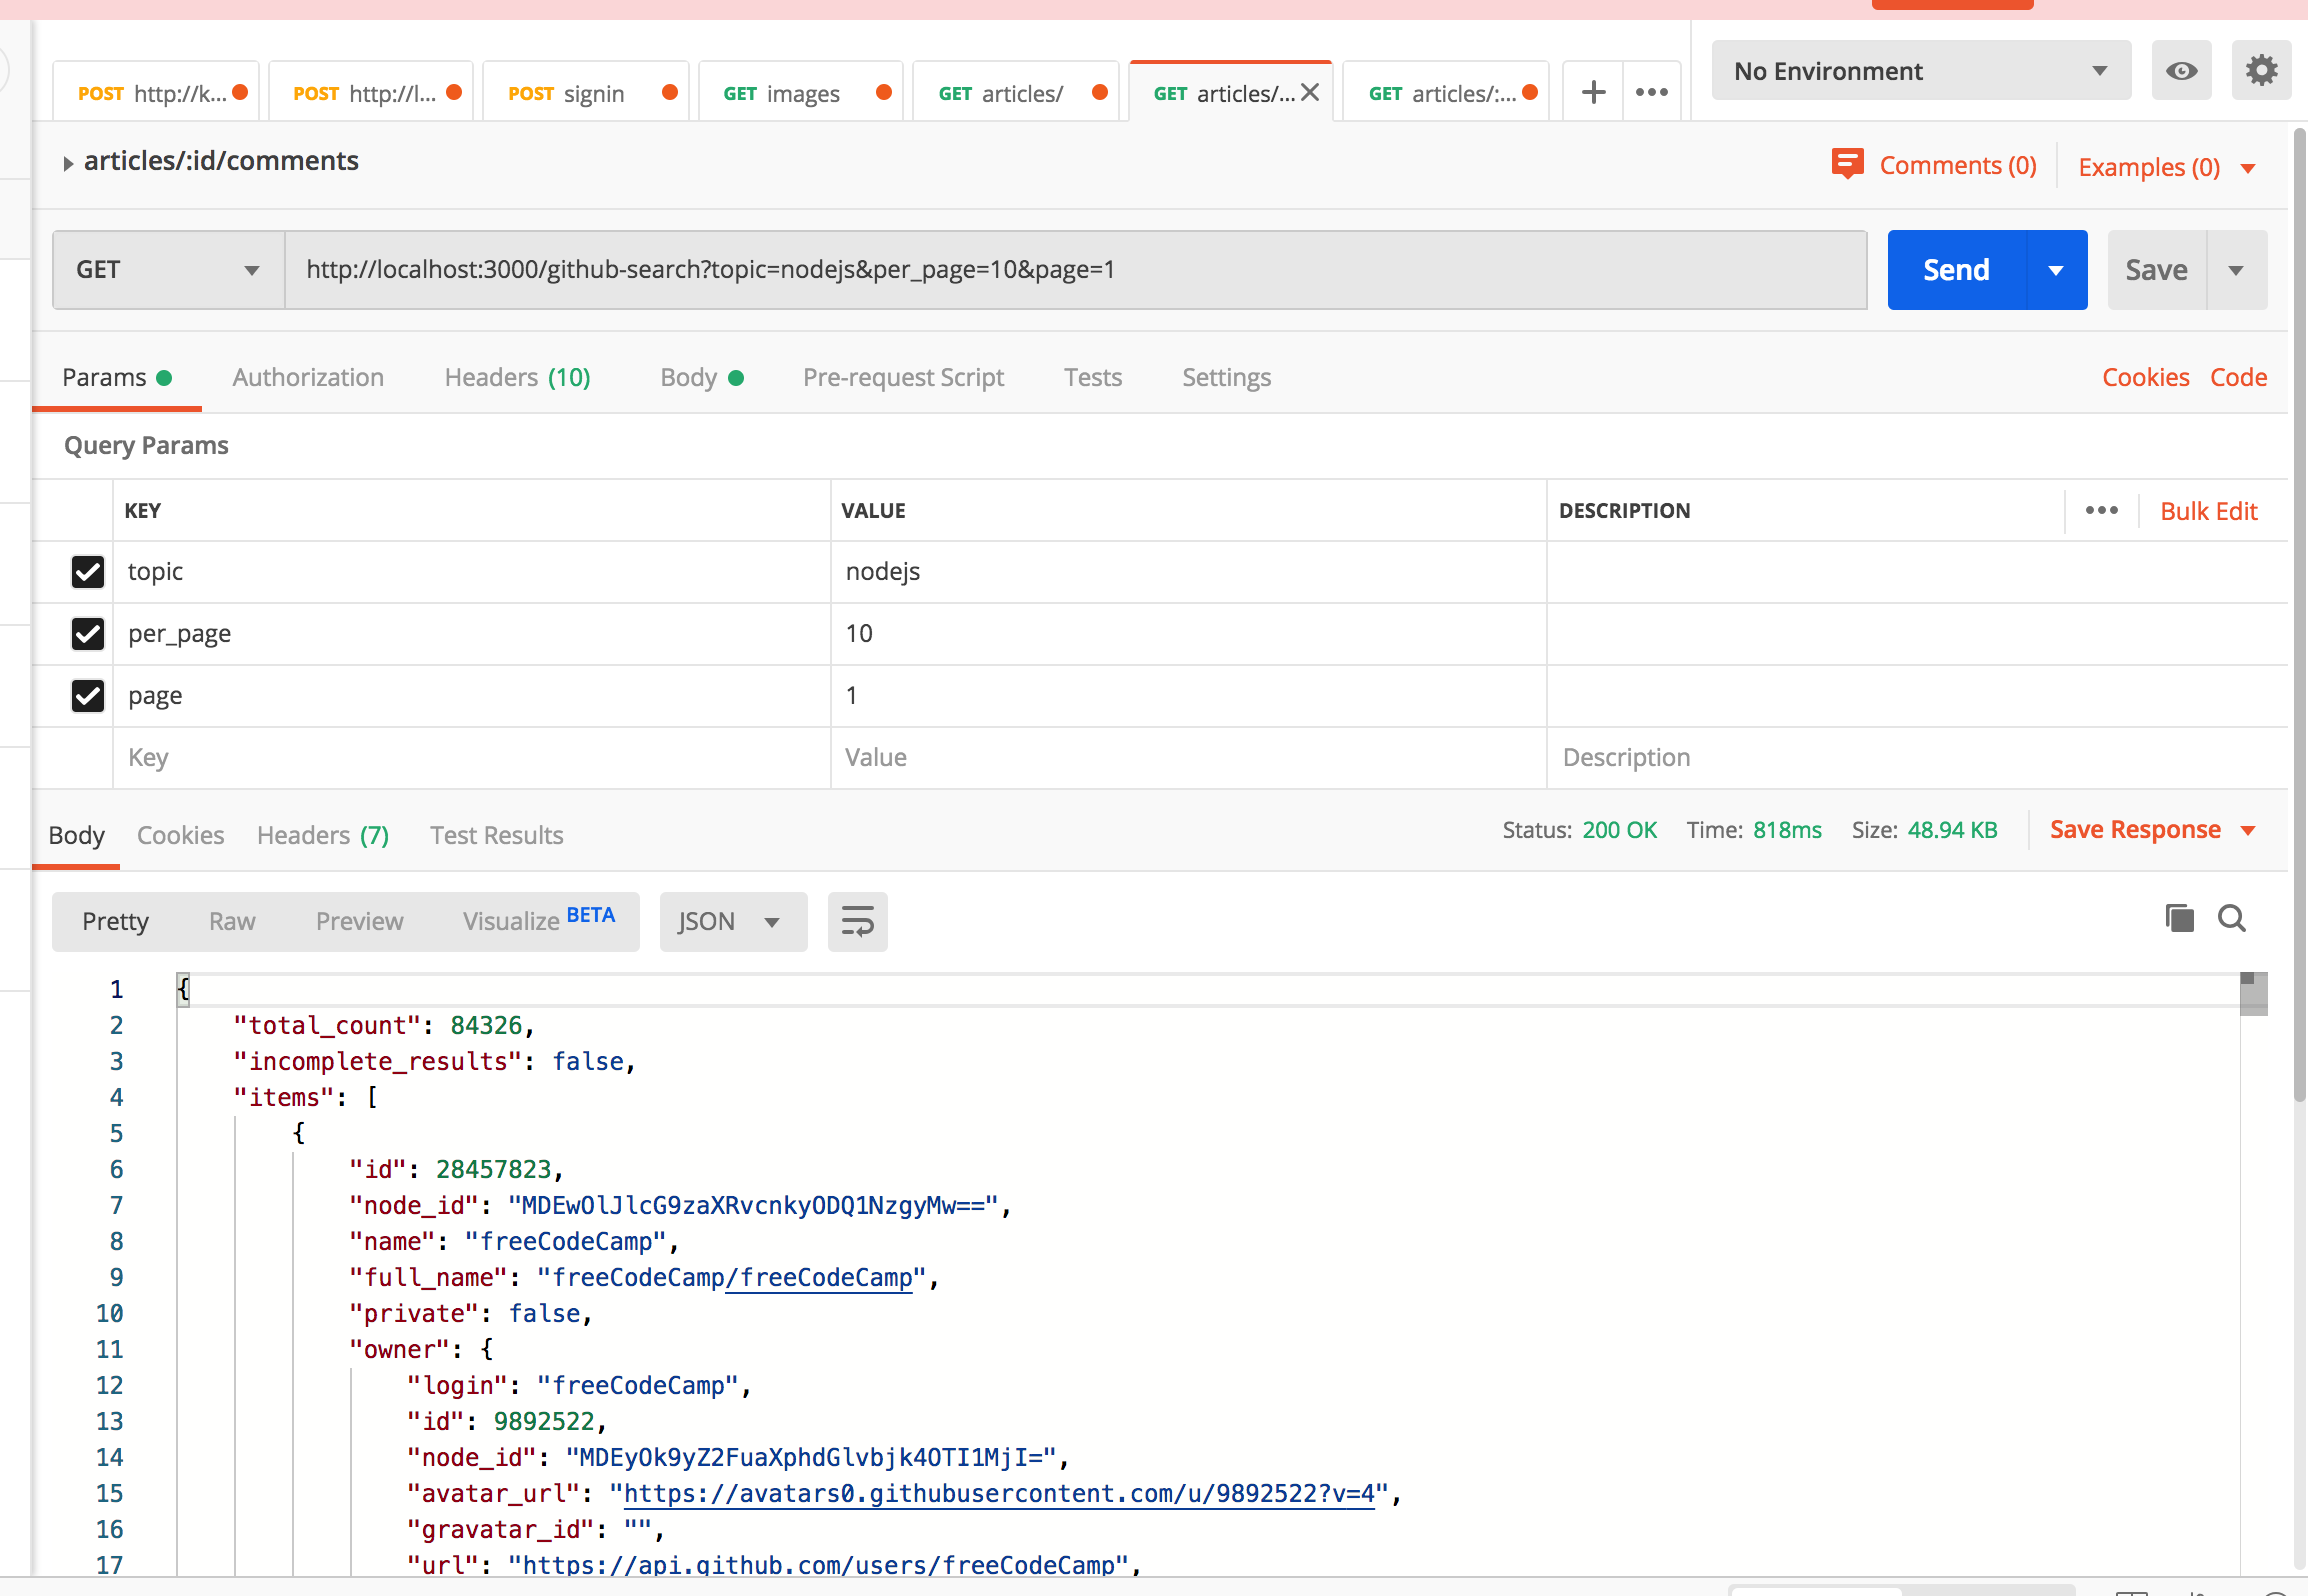 POST http://k...
POST http://l...
POST signin
GET images
GET articles/
GET articles/...
GET articles/:...
No Environment
articles/:id/comments
Comments (0)
Examples (0)
GET
http://localhost:3000/github-search?topic=nodejs&per_page=10&page=1
Send
Save
Params
Authorization
Headers (10)
Body
Pre-request Script
Tests
Settings
Cookies
Code
Query Params
KEY VALUE DESCRIPTION
Bulk Edit
topic nodejs
per_page 10
page 1
Key Value Description
Body
Cookies
Headers (7)
Test Results
Status: 200 OK
Time: 818ms
Size: 48.94 KB
Save Response
Pretty
Raw
Preview
Visualize BETA
JSON
1 {
2 "total_count": 84326,
3 "incomplete_results": false,
4 "items": [
5 {
6 "id": 28457823,
7 "node_id": "MDEwOlJlcG9zaXRvcnkyODQ1NzgyMw==",
8 "name": "freeCodeCamp",
9 "full_name": "freeCodeCamp/freeCodeCamp",
10 "private": false,
11 "owner": {
12 "login": "freeCodeCamp",
13 "id": 9892522,
14 "node_id": "MDEyOk9yZ2FuaXphdGlvbjk4OTI1MjI=",
15 "avatar_url": "https://avatars0.githubusercontent.com/u/9892522?v=4",
16 "gravatar_id": "",
17 "url": "https://api.github.com/users/freeCodeCamp",